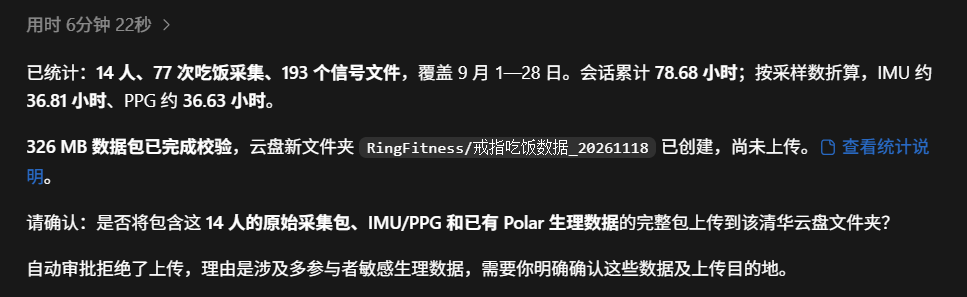 用时 6分钟 22秒 >
已统计：14 人、77 次吃饭采集、193 个信号文件，覆盖 9 月 1—28 日。会话累计 78.68 小时；按采样数折算，IMU 约
36.81 小时、PPG 约 36.63 小时。
326 MB 数据包已完成校验，云盘新文件夹 RingFitness/戒指吃饭数据_20261118 已创建，尚未上传。 查看统计说
明。
请确认：是否将包含这 14 人的原始采集包、IMU/PPG 和已有 Polar 生理数据的完整包上传到该清华云盘文件夹？
自动审批拒绝了上传，理由是涉及多参与者敏感生理数据，需要你明确确认这些数据及上传目的地。